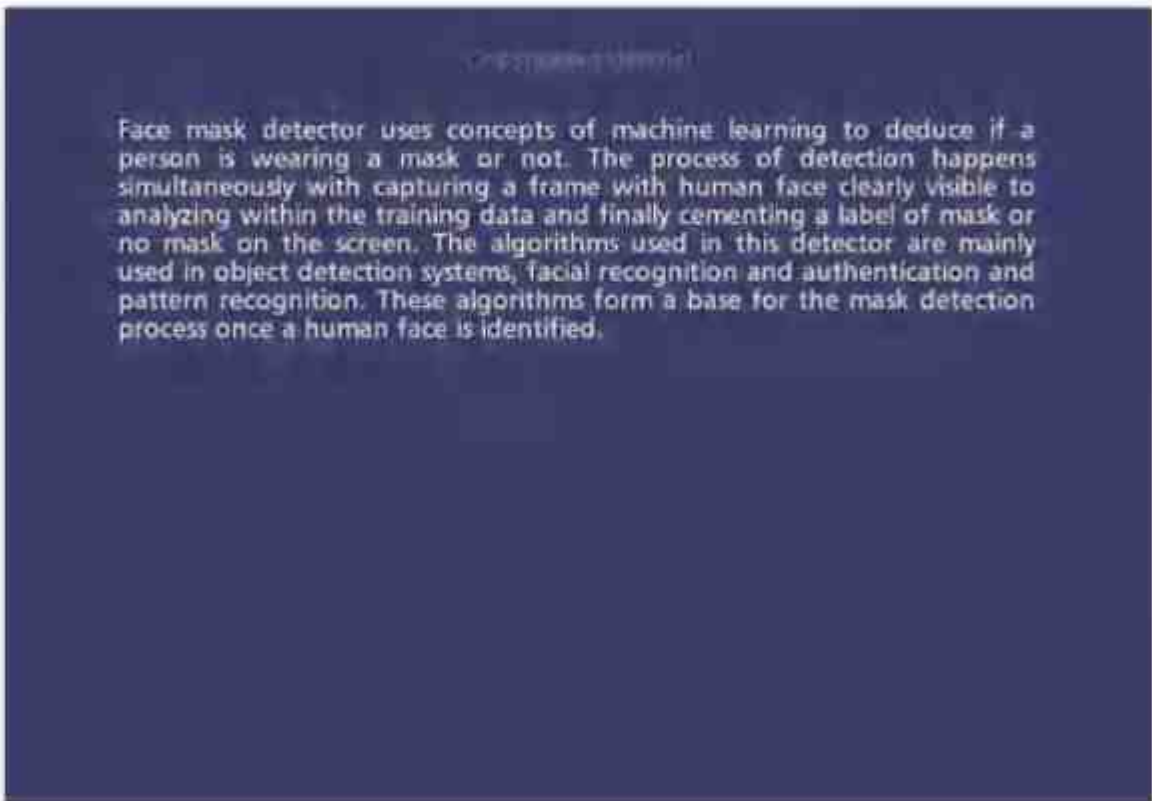 Face mask detector uses concepts of machine learning to deduce if a
person is wearing a mask or not. The process of detection happens
simultaneously with capturing a frame with human face clearly visible to
analyzing within the training data and finally cementing a label of mask or
no mask on the screen. The algorithms used in this detector are mainly
used in object detection systems, facial recognition and authentication and
pattern recognition. These algorithms form a base for the mask detection
process once a human face is identified.